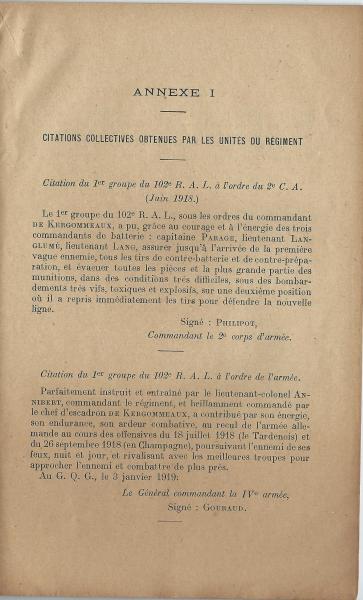 ANNEXE I
CITATIONS COLLECTIVES OBTENUES PAR LES UNITÉS DU RÉGIMENT
Citation du 1er groupe du 102e R. A. L. à l'ordre du 2e C. A.
(Juin 1918.)
Le 1er groupe du 102e R. A. L., sous les ordres du commandant
DE KERGOMMEAUX, a pu, grâce au courage et à l'énergie des trois
commandants de batterie : capitaine PARAGE, lieutenant LAN-
GLUMÉ, lieutenant LANG, assurer jusqu'à l'arrivée de la première
vague ennemie, tous les tirs de contre-batterie et de contre-prépa-
ration, et évacuer toutes les pièces et la plus grande partie des
munitions, dans des conditions très difficiles, sous des bombar-
dements très vifs, toxiques et explosifs, sur une deuxième position
où il a repris immédiatement les tirs pour défendre la nouvelle
ligne.
Signé : PHILIPOT,
Commandant le 2e corps d'armée.
Citation du 1er groupe du 102e R. A. L. à l'ordre de l'armée.
Parfaitement instruit et entraîné par le lieutenant-colonel AN-
NIBERT, commandant le régiment, et brillamment commandé par
le chef d'escadron DE KERGOMMEAUX, a contribué par son énergie,
son endurance, son ardeur combative, au recul de l'armée alle-
mande au cours des offensives du 18 juillet 1918 (le Tardenois) et
du 26 septembre 1918 (en Champagne), poursuivant l'ennemi de ses
feux, nuit et jour, et rivalisant avec les meilleures troupes pour
approcher l'ennemi et combattre de plus près.
Au G. Q. G., le 3 janvier 1919:
Le Général commandant la IVe armée,
Signé : GOURAUD.